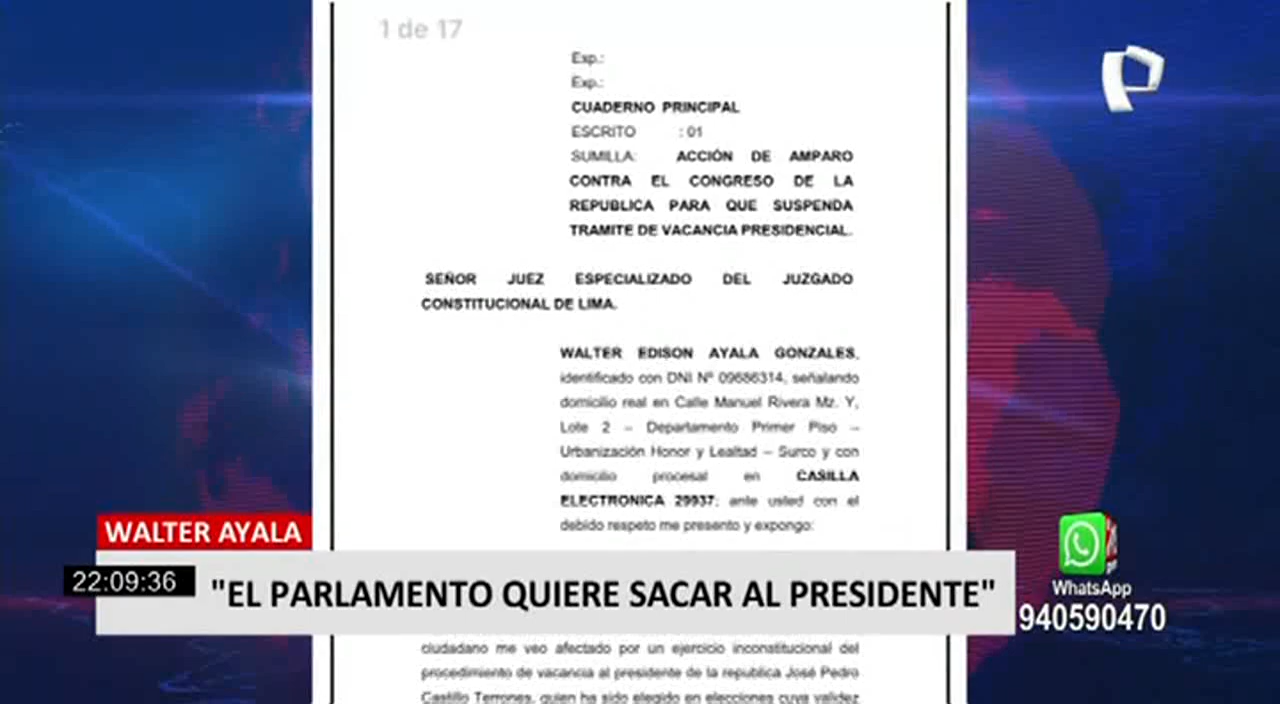 1 de 17
Exp.:
Exp.:
CUADERNO PRINCIPAL
ESCRITO : 01
SUMILLA: ACCIÓN DE AMPARO
CONTRA EL CONGRESO DE LA
REPUBLICA PARA QUE SUSPENDA
TRAMITE DE VACANCIA PRESIDENCIAL.
SEÑOR JUEZ ESPECIALIZADO DEL JUZGADO
CONSTITUCIONAL DE LIMA.
WALTER EDISON AYALA GONZALES,
identificado con DNI Nº 09686314, señalando
domicilio real en Calle Manuel Rivera Mz. Y,
Lote 2 – Departamento Primer Piso –
Urbanización Honor y Lealtad – Surco y con
domicilio procesal en CASILLA
ELECTRONICA 29937; ante usted con el
debido respeto me presento y expongo:
WALTER AYALA
22:09:36
"EL PARLAMENTO QUIERE SACAR AL PRESIDENTE"
WhatsApp
940590470
ciudadano me veo afectado por un ejercicio inconstitucional del
procedimiento de vacancia al presidente de la republica José Pedro
Castillo Terrones, quien ha sido elegido en elecciones cuya validez